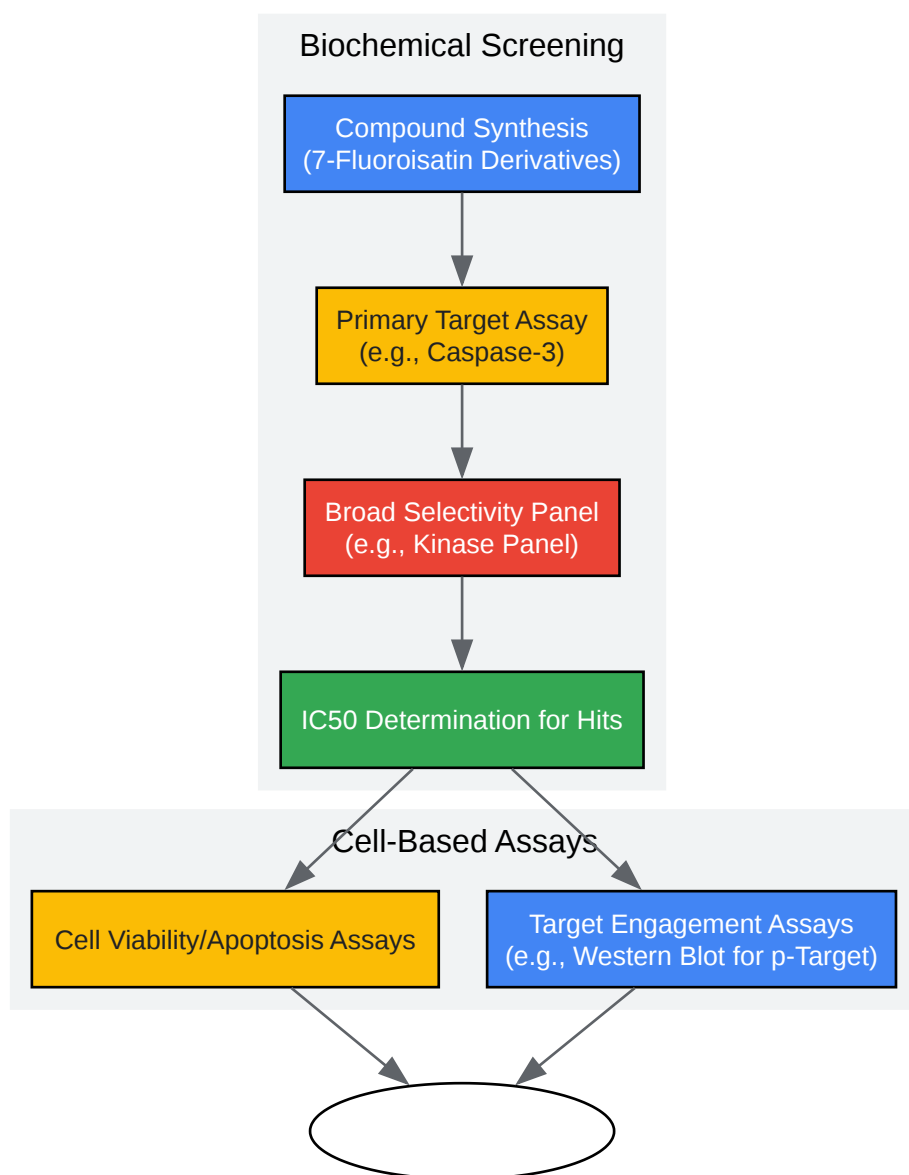 Biochemical Screening
Compound Synthesis
(7-Fluoroisatin Derivatives)
Primary Target Assay
(e.g., Caspase-3)
Broad Selectivity Panel
(e.g., Kinase Panel)
IC50 Determination for Hits
Cell-Based Assays
Cell Viability/Apoptosis Assays
Target Engagement Assays
(e.g., Western Blot for p-Target)